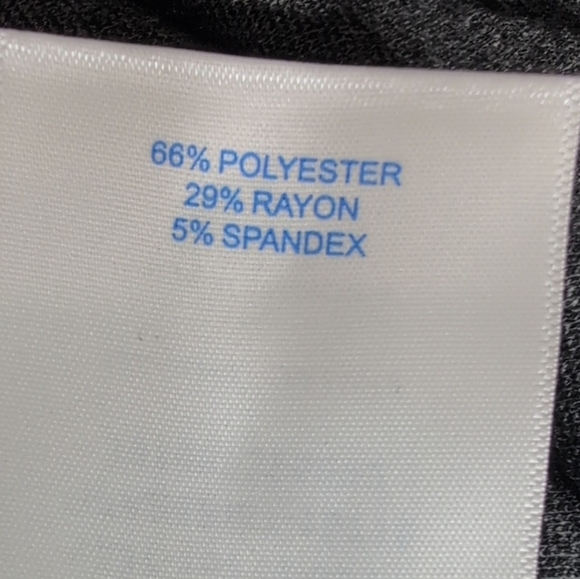 66% POLYESTER
29% RAYON
5% SPANDEX